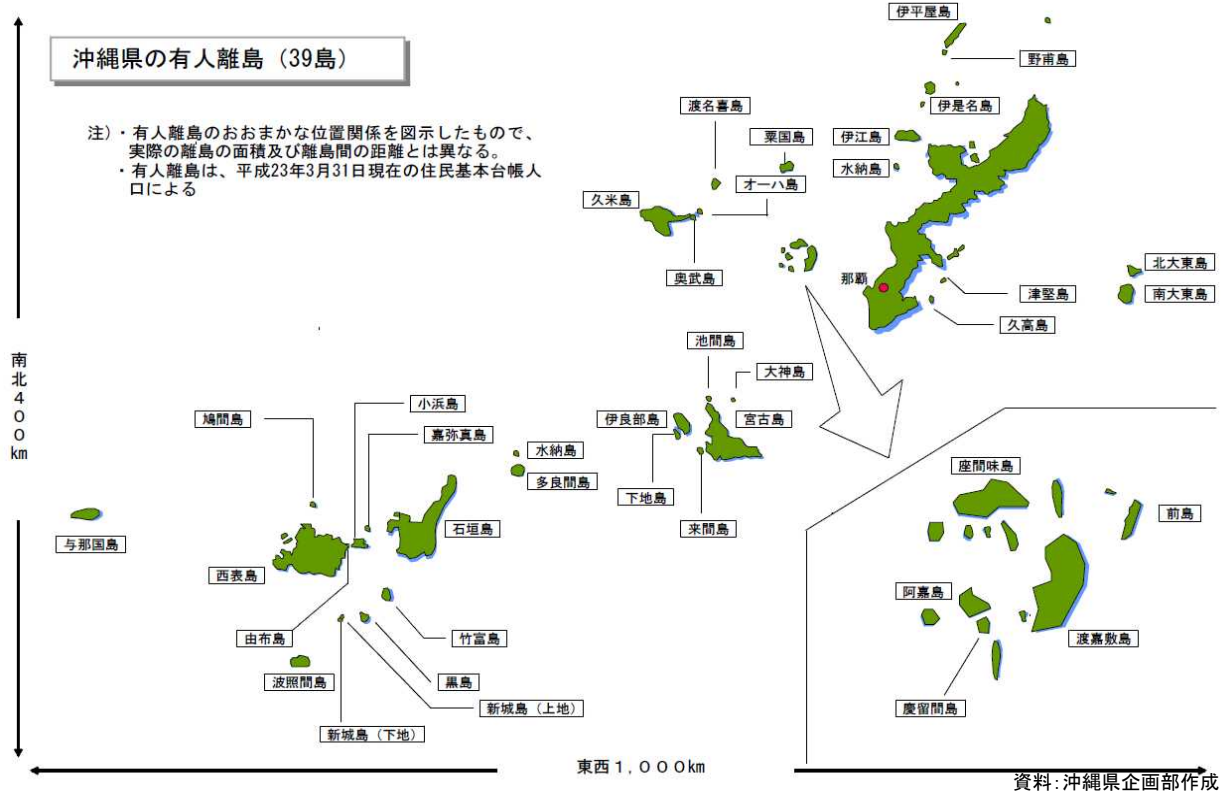 沖縄県の有人離島（39島）
注）・有人離島のおおまかな位置関係を図示したもので、
実際の離島の面積及び離島間の距離とは異なる。
・有人離島は、平成23年3月31日現在の住民基本台帳人
口による
伊平屋島
野甫島
伊是名島
渡名喜島
粟国島
伊江島
水納島
オーハ島
久米島
奥武島
那覇
北大東島
津堅島
南大東島
久高島
池間島
大神島
南北４００km
小浜島
鳩間島
伊良部島
宮古島
嘉弥真島
水納島
座間味島
多良間島
下地島
前島
石垣島
来間島
与那国島
西表島
阿嘉島
由布島
竹富島
渡嘉敷島
波照間島
黒島
新城島（上地）
慶留間島
新城島（下地）
東西１,０００km
資料：沖縄県企画部作成